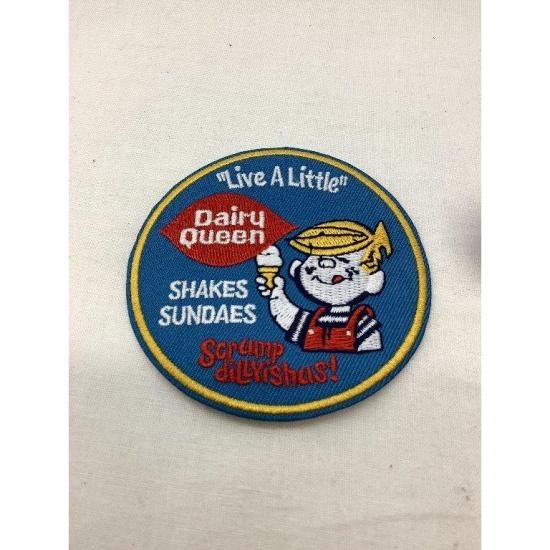 "Live A Little"
Dairy
Queen
SHAKES
SUNDAES
Scrump
dillyishus!